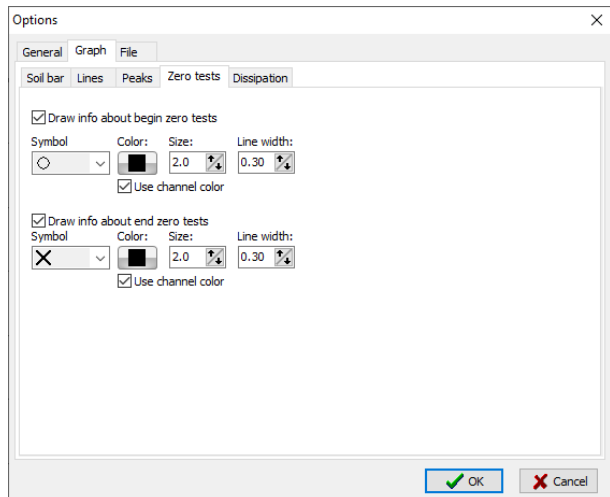 Options
General Graph File
Soil bar Lines Peaks Zero tests Dissipation
Draw info about begin zero tests
Symbol Color: Size: Line width:
2.0 0.30
Use channel color
Draw info about end zero tests
Symbol Color: Size: Line width:
2.0 0.30
Use channel color
OK Cancel